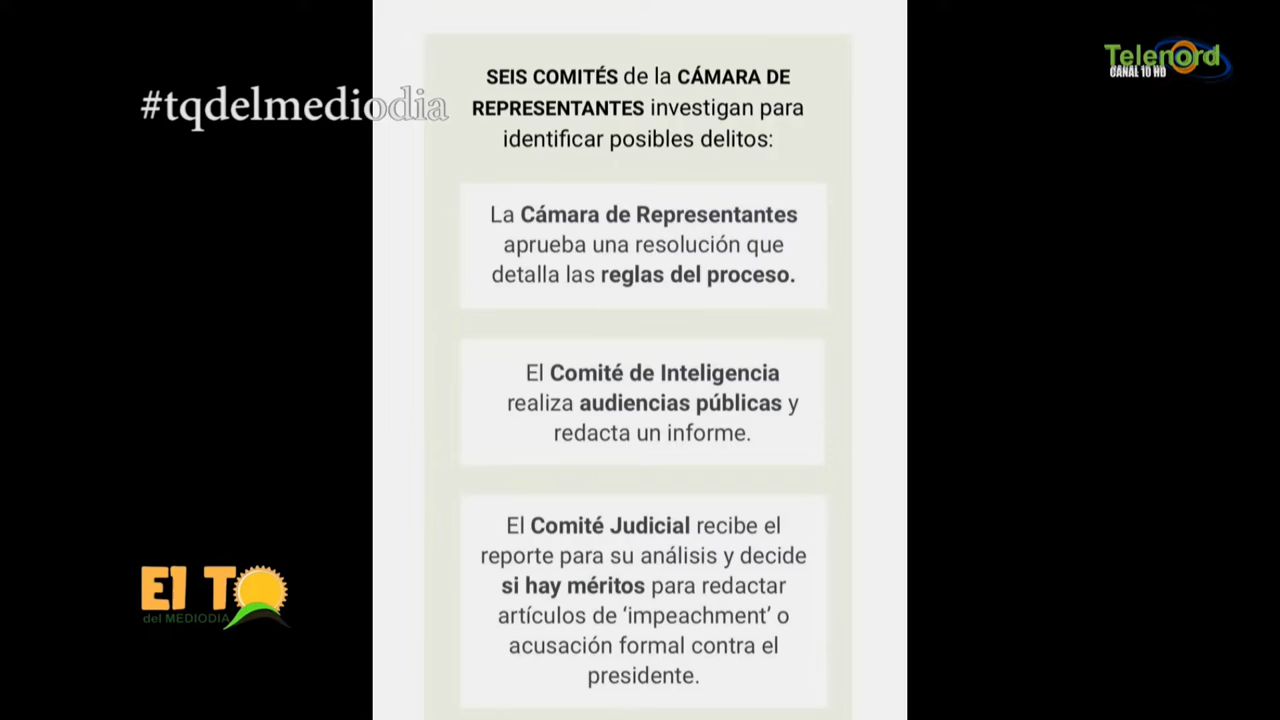 Telenord
CANAL 10 HD
#tqdelmediodia
SEIS COMITÉS de la CÁMARA DE
REPRESENTANTES investigan para
identificar posibles delitos:
La Cámara de Representantes
aprueba una resolución que
detalla las reglas del proceso.
El Comité de Inteligencia
realiza audiencias públicas y
redacta un informe.
El Comité Judicial recibe el
reporte para su análisis y decide
si hay méritos para redactar
artículos de ‘impeachment’ o
acusación formal contra el
presidente.
El T
del MEDIODIA